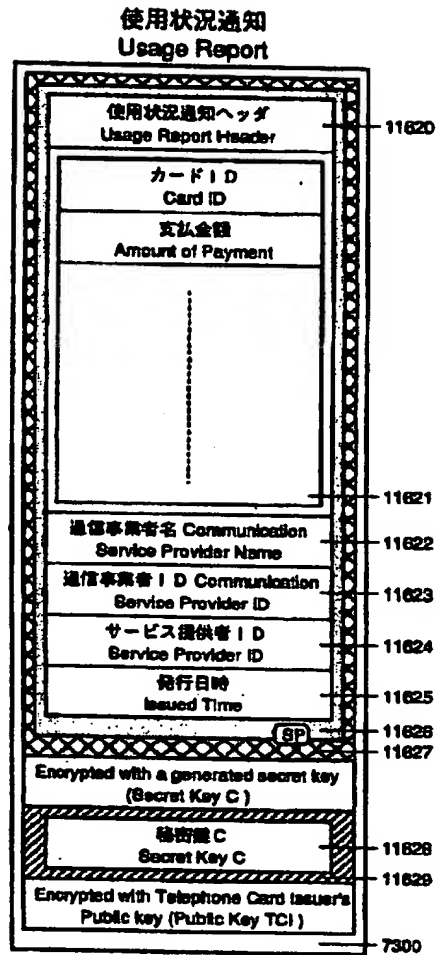 使用状況通知
Usage Report
使用状況通知ヘッダ
Usage Report Header
11620
カードID
Card ID
支払金額
Amount of Payment
11621
通信事業者名 Communication
Service Provider Name
11622
通信事業者ID Communication
Service Provider ID
11623
サービス提供者ID
Service Provider ID
11624
発行日時
Issued Time
11625
SP
11626
11627
Encrypted with a generated secret key
(Secret Key C)
秘密鍵C
Secret Key C
11628
11629
Encrypted with Telephone Card Issuer's
Public key (Public Key TCI)
7300